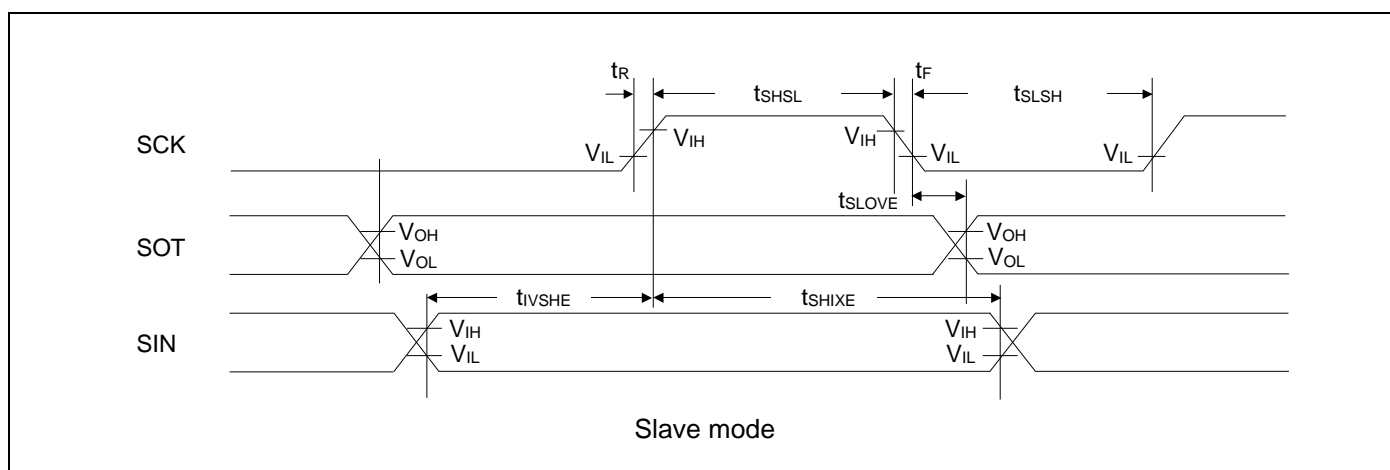 tR tSHSL tF tSLSH
SCK VIL VIH VIH VIL VIL
tSLOVE
SOT VOH VOL VOH VOL
tIVSHE tSHIXE
SIN VIH VIL VIH VIL
Slave mode